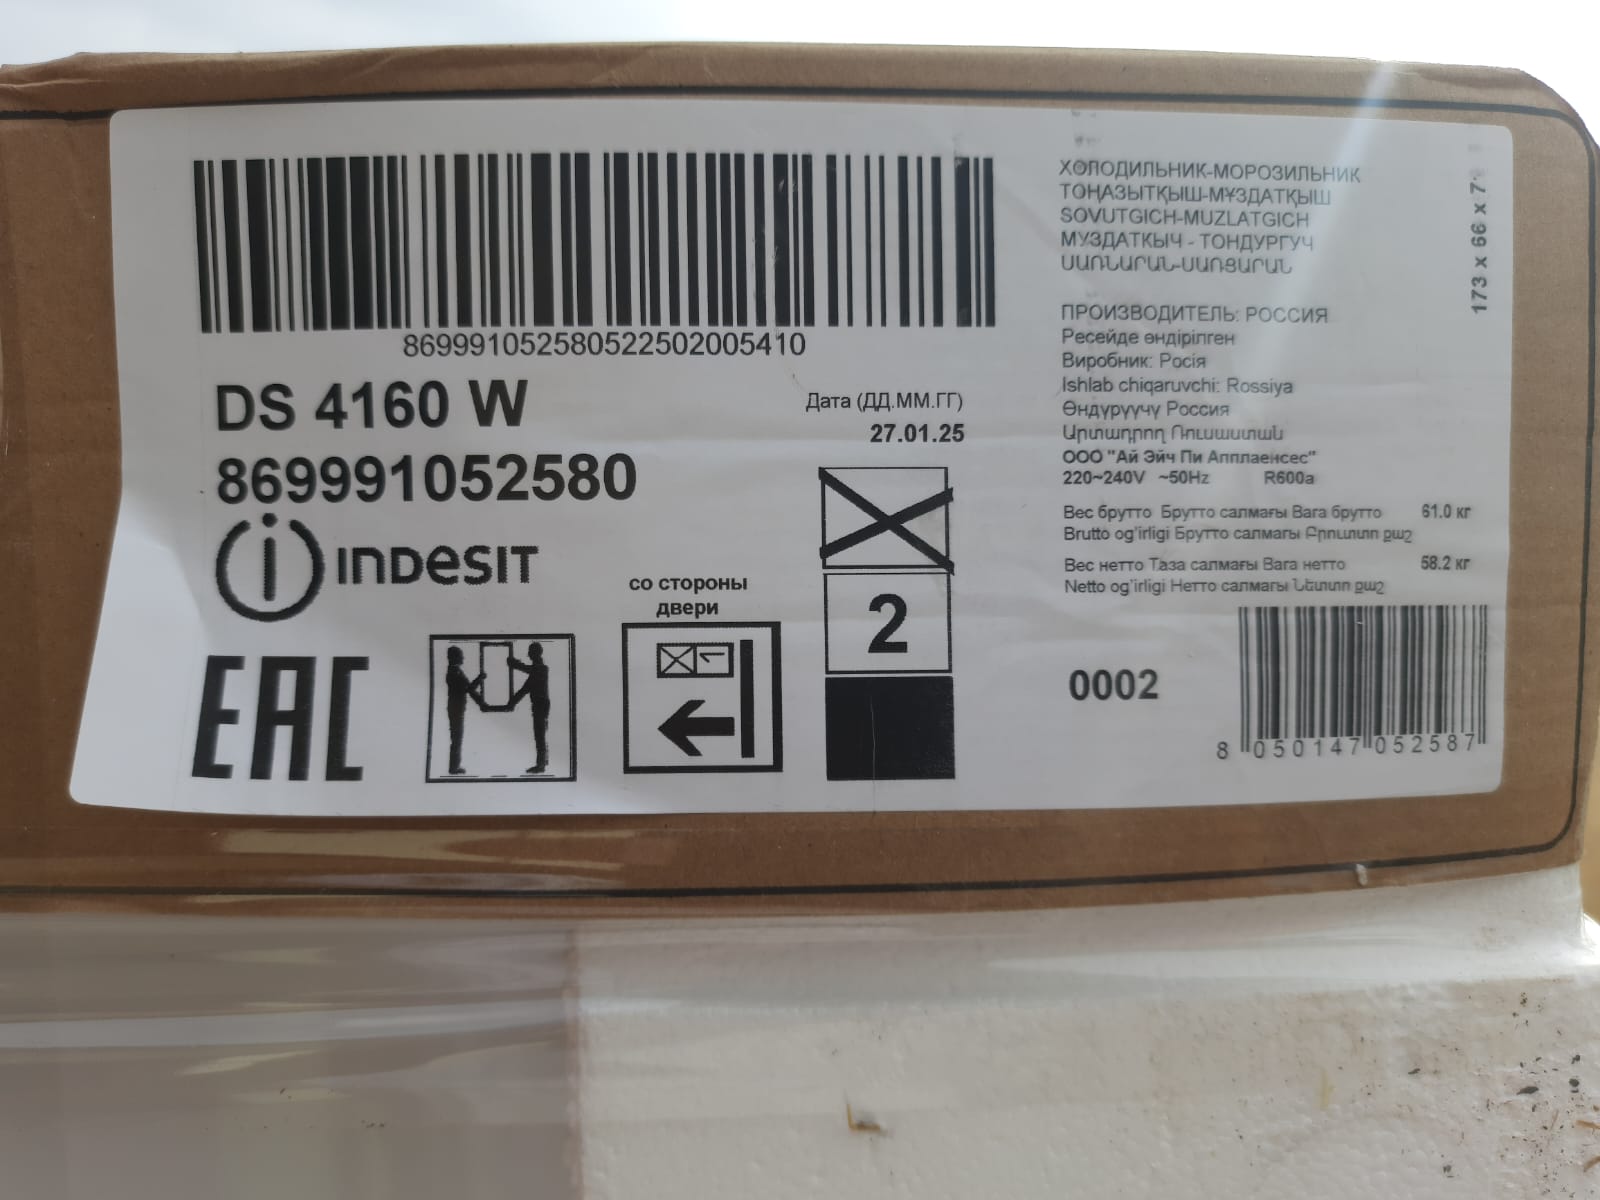 869991052580522502005410
DS 4160 W
869991052580
INDESIT
EAC
Дата (ДД.ММ.ГГ)
27.01.25
со стороны
двери
1
2
ХОЛОДИЛЬНИК-МОРОЗИЛЬНИК
ТОҢАЗЫТҚЫШ-МҰЗДАТҚЫШ
SOVUTGICH-MUZLATGICH
МУЗДАТКЫЧ - ТОНДУРГУЧ
ՍԱՌՆԱՐԱՆ-ՍԱՌՑԱՐԱՆ
ПРОИЗВОДИТЕЛЬ: РОССИЯ
Ресейде өндірілген
Виробник: Росія
Ishlab chiqaruvchi: Rossiya
Өндүрүүчү Россия
Արտադրող Ռուսաստան
ООО "Ай Эйч Пи Апплаенсес"
220~240V ~50Hz R600a
Вес брутто Брутто салмағы Вага брутто 61.0 кг
Brutto og'irligi Брутто салмагы Բրուտտո քաշ
Вес нетто Таза салмағы Вага нетто 58.2 кг
Netto og'irligi Нетто салмагы Նետտո քաշ
0002
8 050147 052587
173 x 66 x